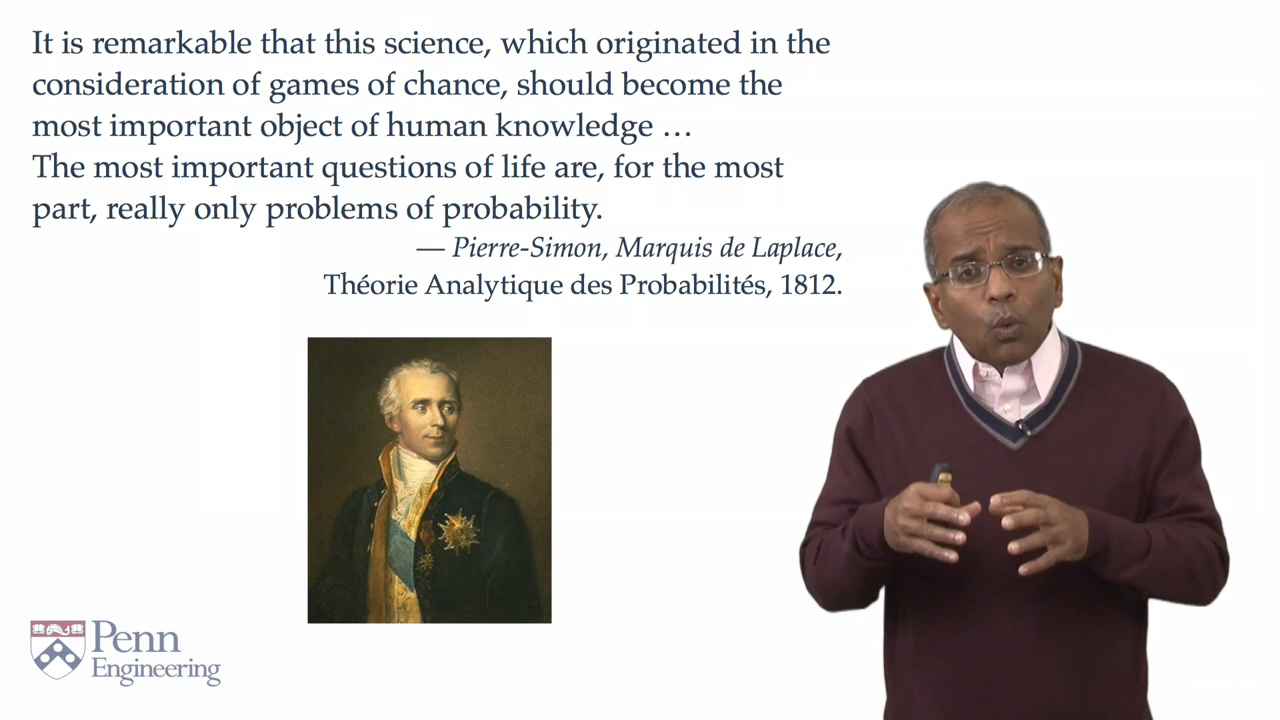 It is remarkable that this science, which originated in the
consideration of games of chance, should become the
most important object of human knowledge …
The most important questions of life are, for the most
part, really only problems of probability.
— Pierre-Simon, Marquis de Laplace,
Théorie Analytique des Probabilités, 1812.
Penn
Engineering